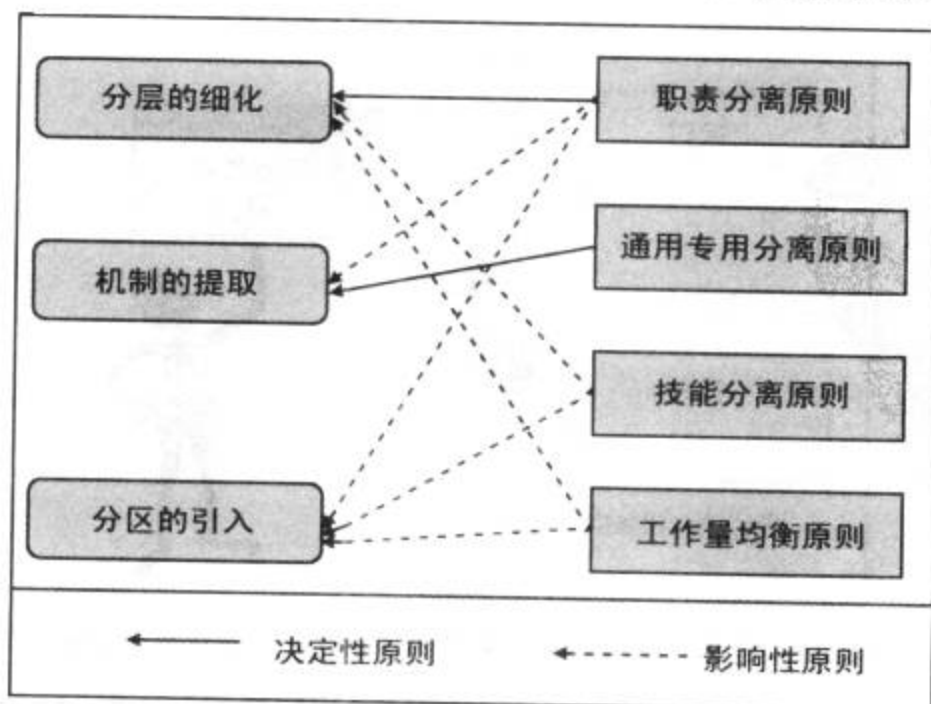 分层的细化
职责分离原则
机制的提取
通用专用分离原则
技能分离原则
分区的引入
工作量均衡原则
决定性原则
影响性原则